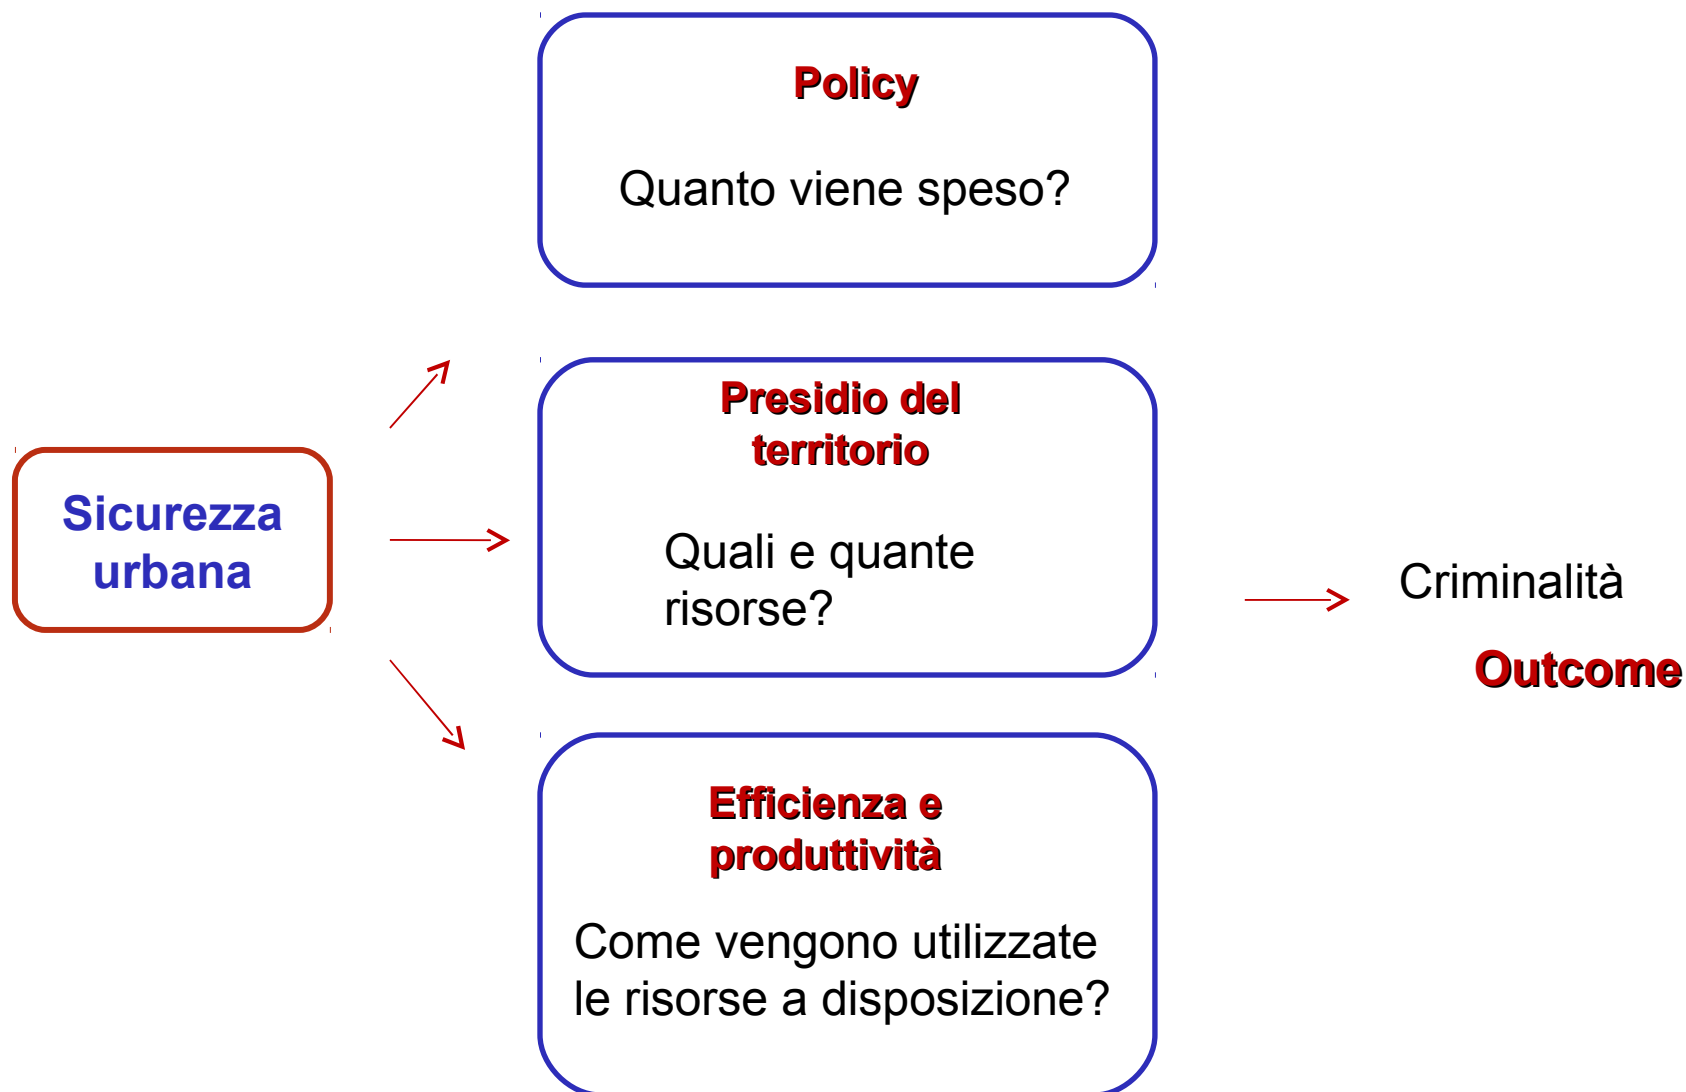 Policy
Quanto viene speso?
Sicurezza
urbana
Presidio del
territorio
Quali e quante
risorse?
Efficienza e
produttività
Come vengono utilizzate
le risorse a disposizione?
Criminalità
Outcome